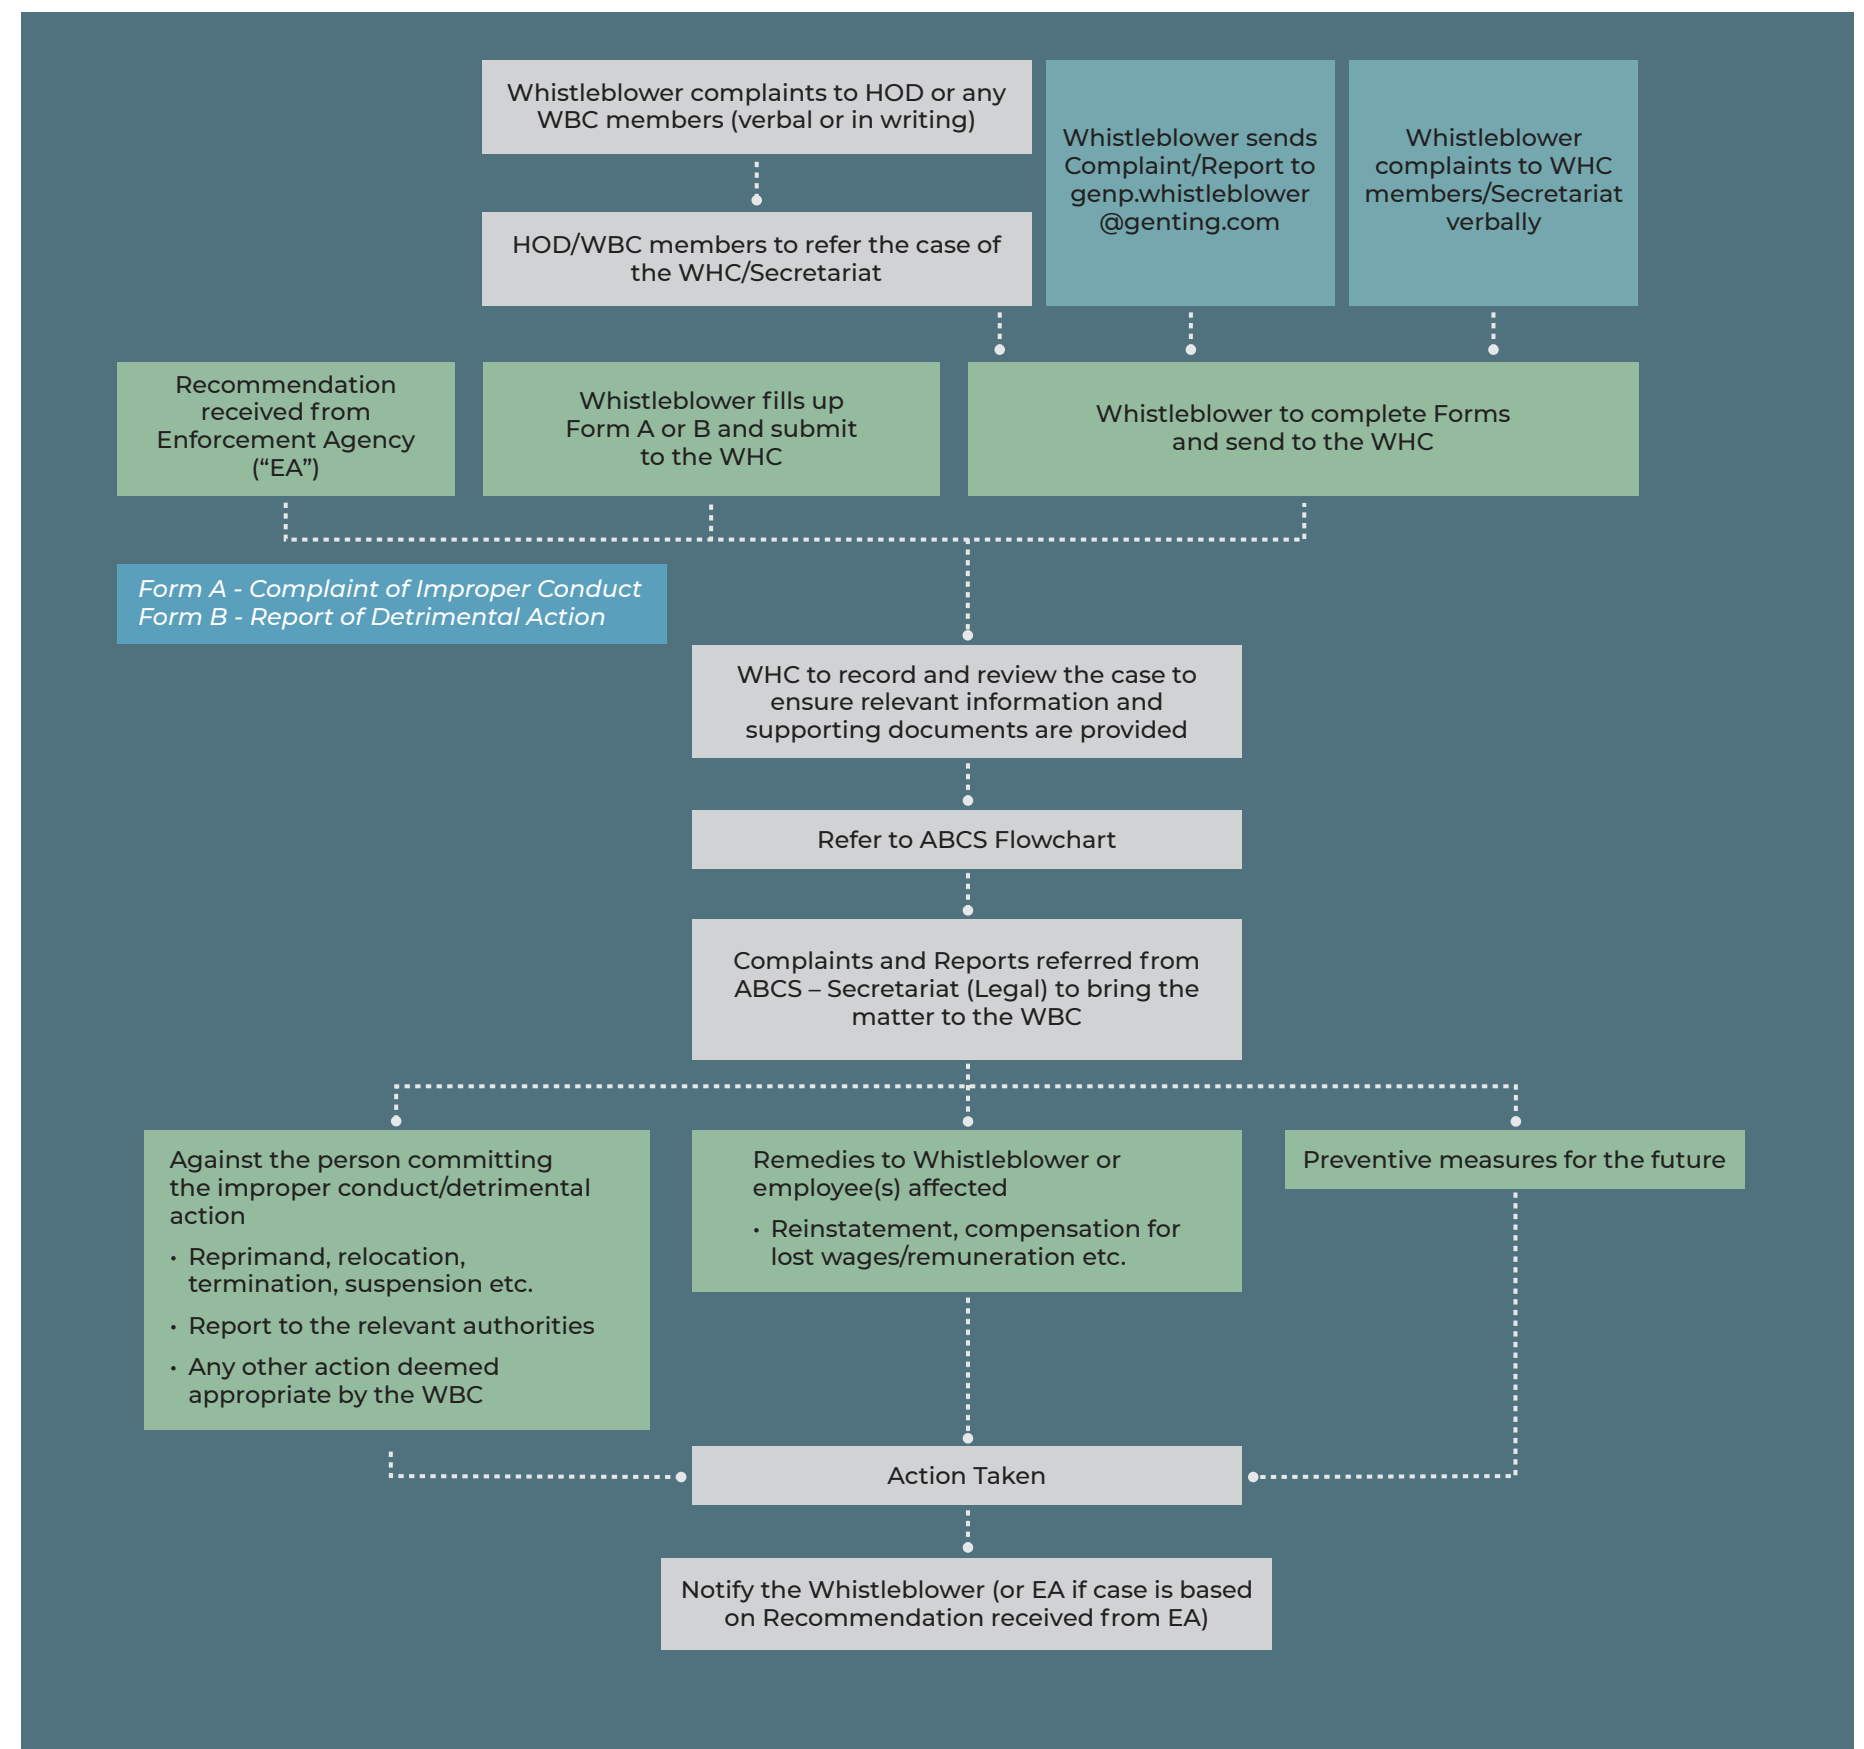 Whistleblower complaints to HOD or any
WBC members (verbal or in writing)
HOD/WBC members to refer the case of
the WHC/Secretariat
Whistleblower sends
Complaint/Report to
genp.whistleblower
@genting.com
Whistleblower
complaints to WHC
members/Secretariat
verbally
Recommendation
received from
Enforcement Agency
(“EA”)
Whistleblower fills up
Form A or B and submit
to the WHC
Whistleblower to complete Forms
and send to the WHC
Form A - Complaint of Improper Conduct
Form B - Report of Detrimental Action
WHC to record and review the case to
ensure relevant information and
supporting documents are provided
Refer to ABCS Flowchart
Complaints and Reports referred from
ABCS – Secretariat (Legal) to bring the
matter to the WBC
Against the person committing
the improper conduct/detrimental
action
• Reprimand, relocation,
termination, suspension etc.
• Report to the relevant authorities
• Any other action deemed
appropriate by the WBC
Remedies to Whistleblower or
employee(s) affected
• Reinstatement, compensation for
lost wages/remuneration etc.
Preventive measures for the future
Action Taken
Notify the Whistleblower (or EA if case is based
on Recommendation received from EA)